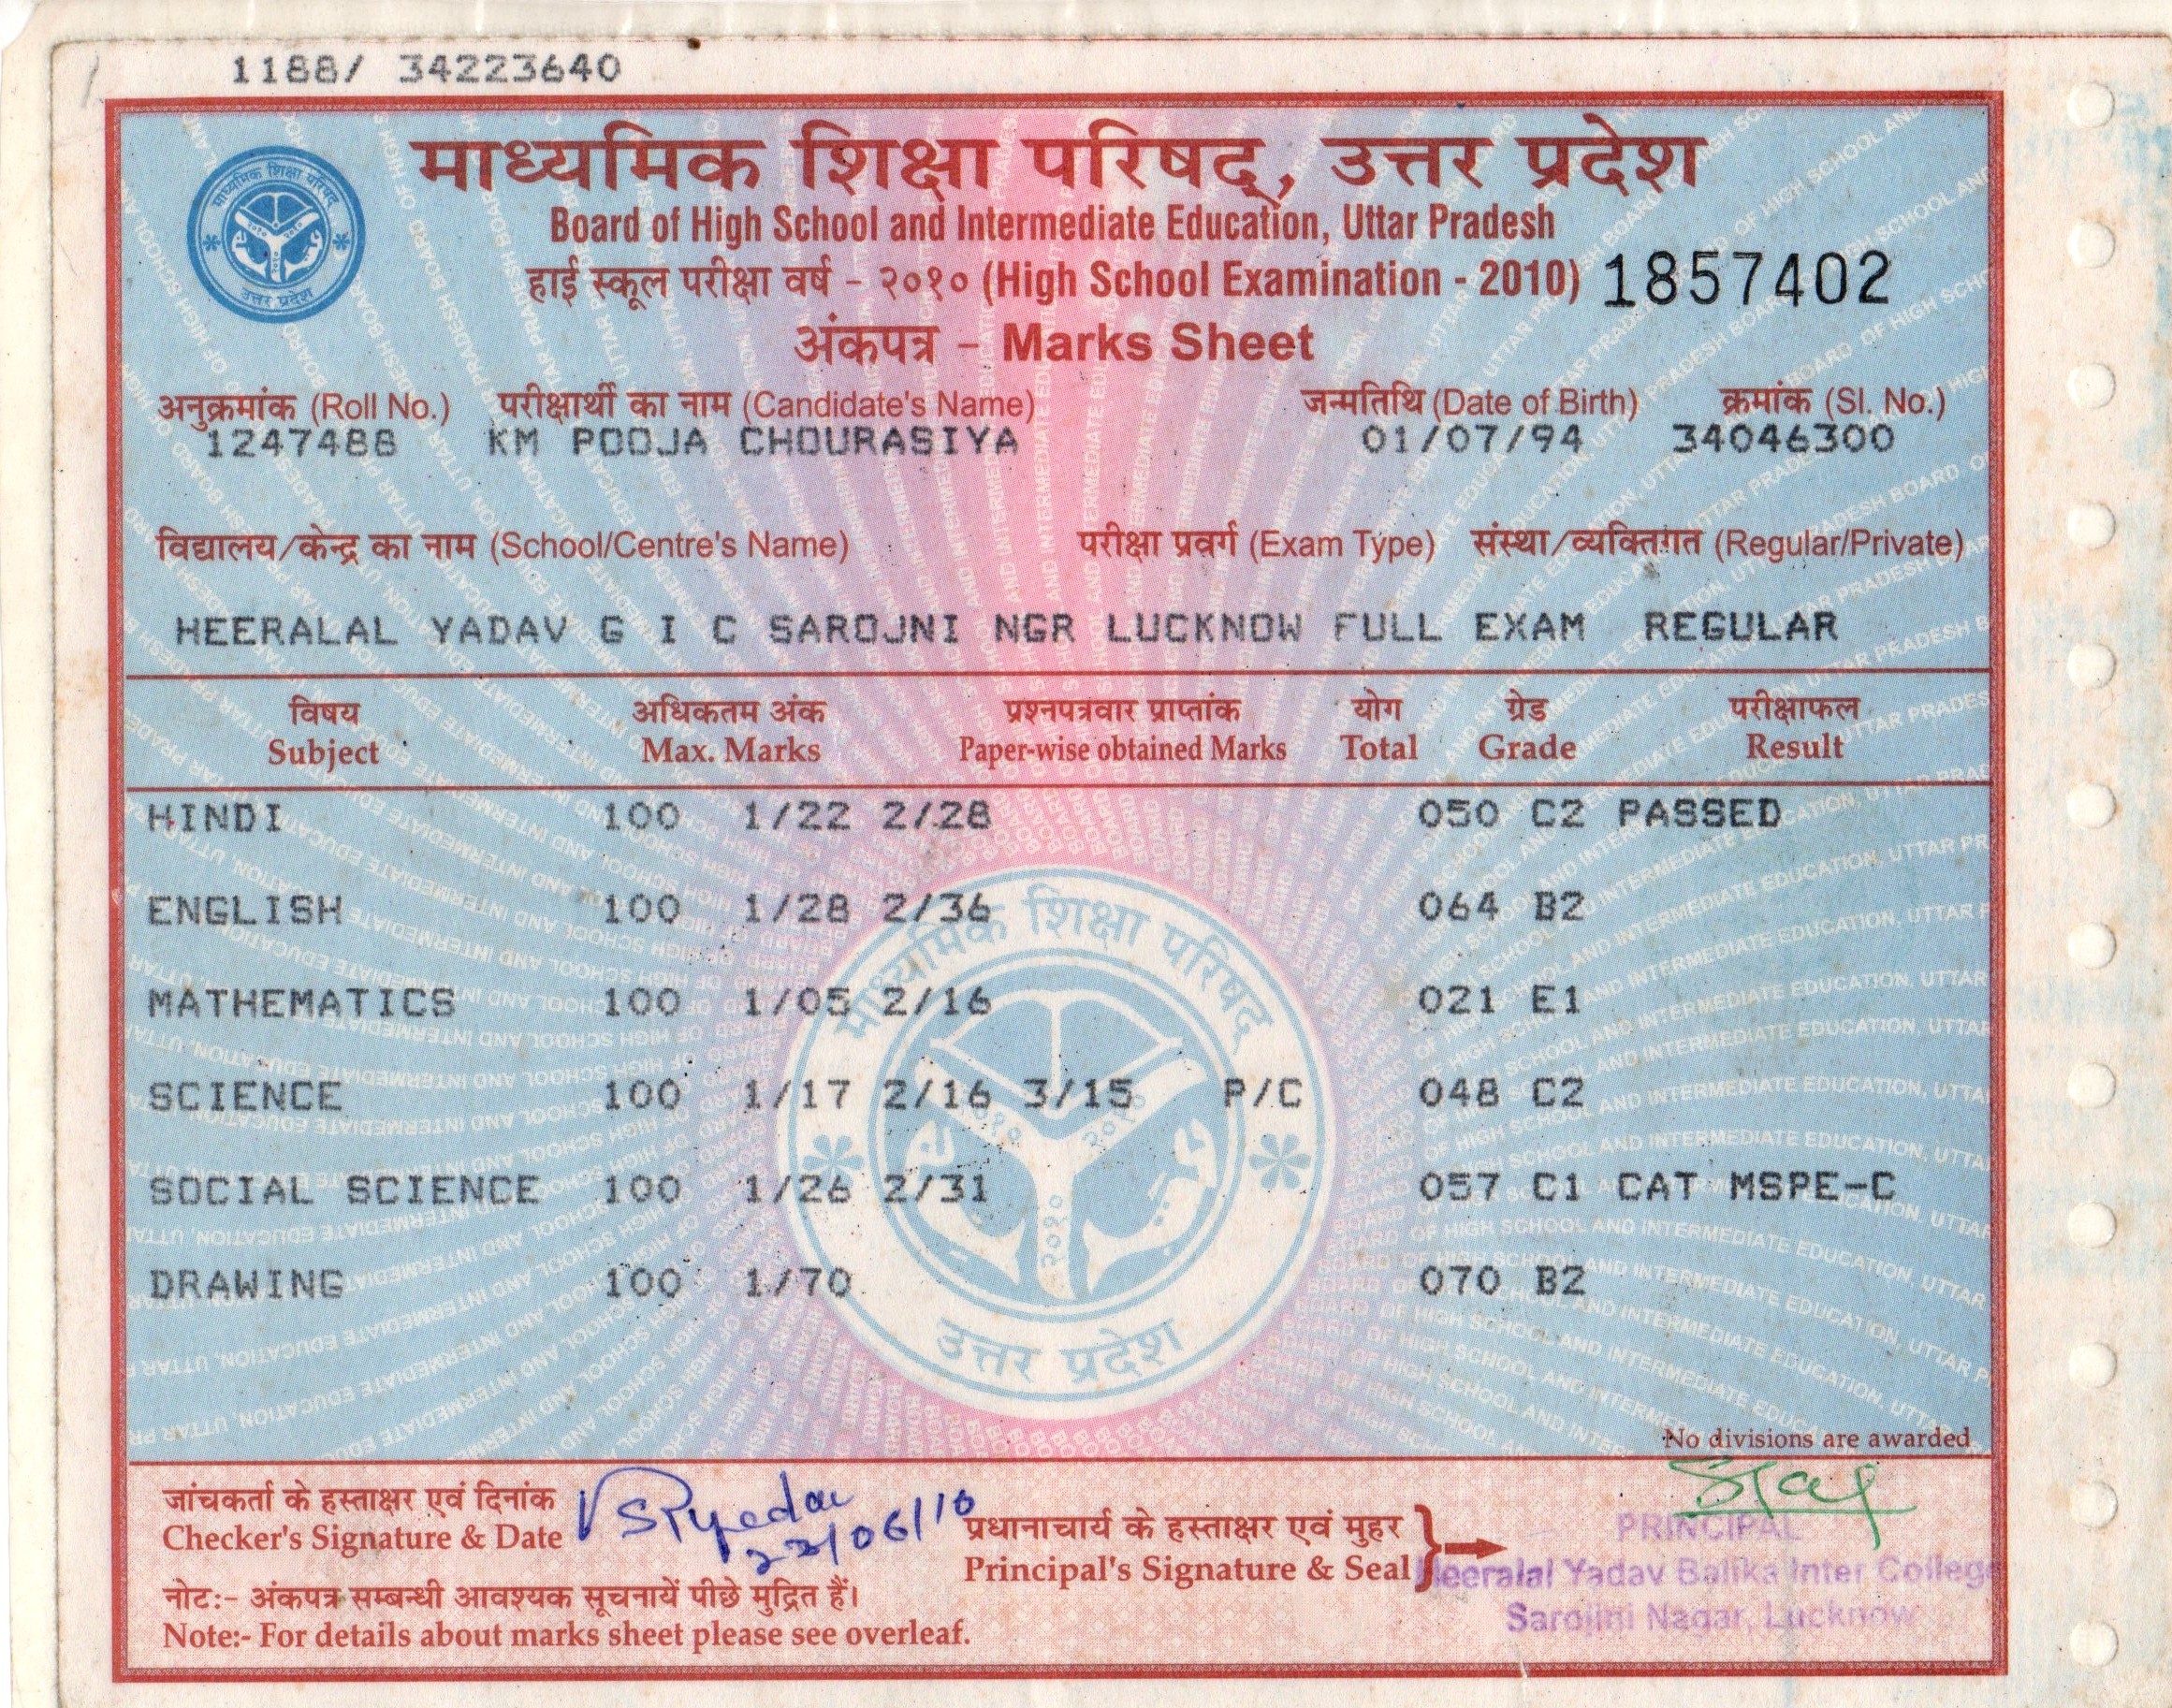 1188/ 34223640
माध्यमिक शिक्षा परिषद्, उत्तर प्रदेश
Board of High School and Intermediate Education, Uttar Pradesh
हाई स्कूल परीक्षा वर्ष - २०१० (High School Examination - 2010) 1857402
अंकपत्र - Marks Sheet
अनुक्रमांक (Roll No.) परीक्षार्थी का नाम (Candidate's Name) जन्मतिथि (Date of Birth) क्रमांक (Sl. No.)
1247488 KM POOJA CHOURASIYA 01/07/94 34046300
विद्यालय/केन्द्र का नाम (School/Centre's Name) परीक्षा प्रवर्ग (Exam Type) संस्था/व्यक्तिगत (Regular/Private)
HEERALAL YADAV G I C SAROJNI NGR LUCKNOW FULL EXAM REGULAR
विषय अधिकतम अंक प्रश्नपत्रवार प्राप्तांक योग ग्रेड परीक्षाफल
Subject Max. Marks Paper-wise obtained Marks Total Grade Result
HINDI 100 1/22 2/28 050 C2 PASSED
ENGLISH 100 1/28 2/36 064 B2
MATHEMATICS 100 1/05 2/16 021 E1
SCIENCE 100 1/17 2/16 3/15 P/C 048 C2
SOCIAL SCIENCE 100 1/26 2/31 057 C1 CAT MSPE-C
DRAWING 100 1/70 070 B2
माध्यमिक शिक्षा परिषद
उत्तर प्रदेश
No divisions are awarded
जांचकर्ता के हस्ताक्षर एवं दिनांक
Checker's Signature & Date
22/06/10
प्रधानाचार्य के हस्ताक्षर एवं मुहर
Principal's Signature & Seal
PRINCIPAL
Heeralal Yadav Balika Inter College
Sarojini Nagar, Lucknow
नोट:- अंकपत्र सम्बन्धी आवश्यक सूचनायें पीछे मुद्रित हैं।
Note:- For details about marks sheet please see overleaf.